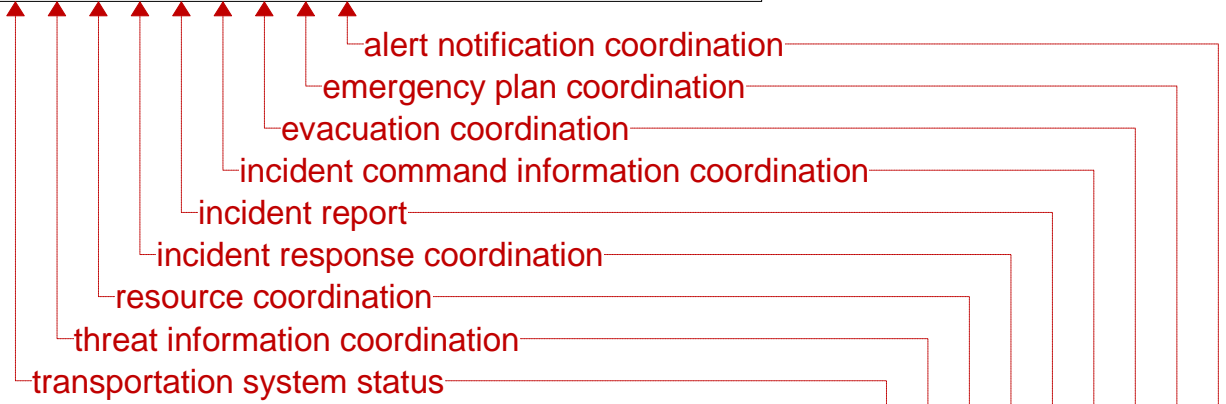 alert notification coordination
emergency plan coordination
evacuation coordination
incident command information coordination
incident report
incident response coordination
resource coordination
threat information coordination
transportation system status